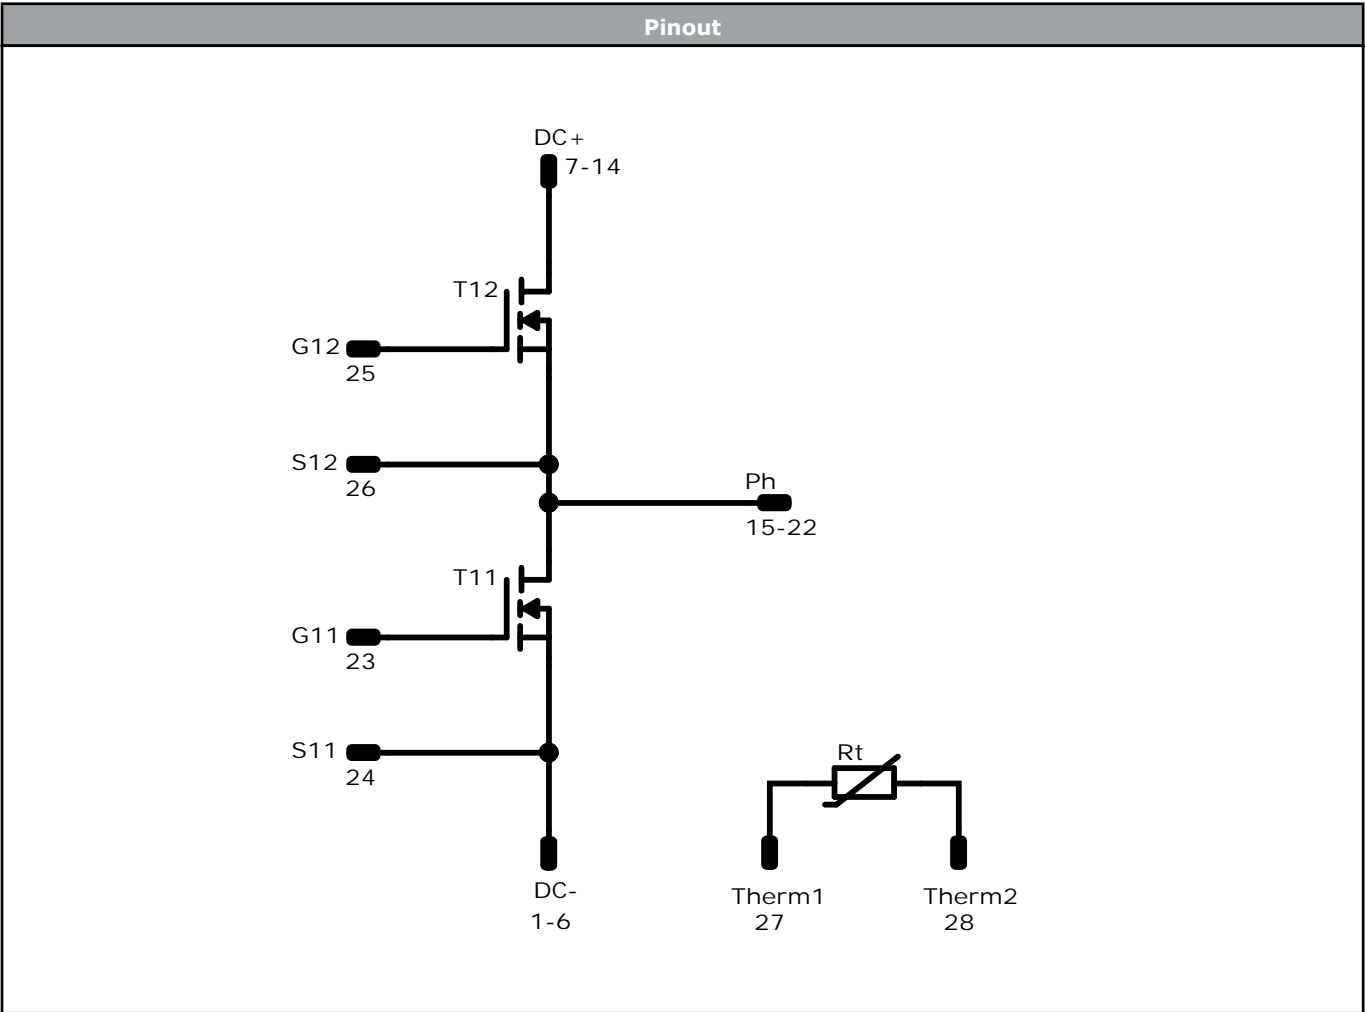 Pinout
DC+
7-14
T12
G12
25
S12
26
Ph
15-22
T11
G11
23
S11
24
Rt
DC-
1-6
Therm1
27
Therm2
28